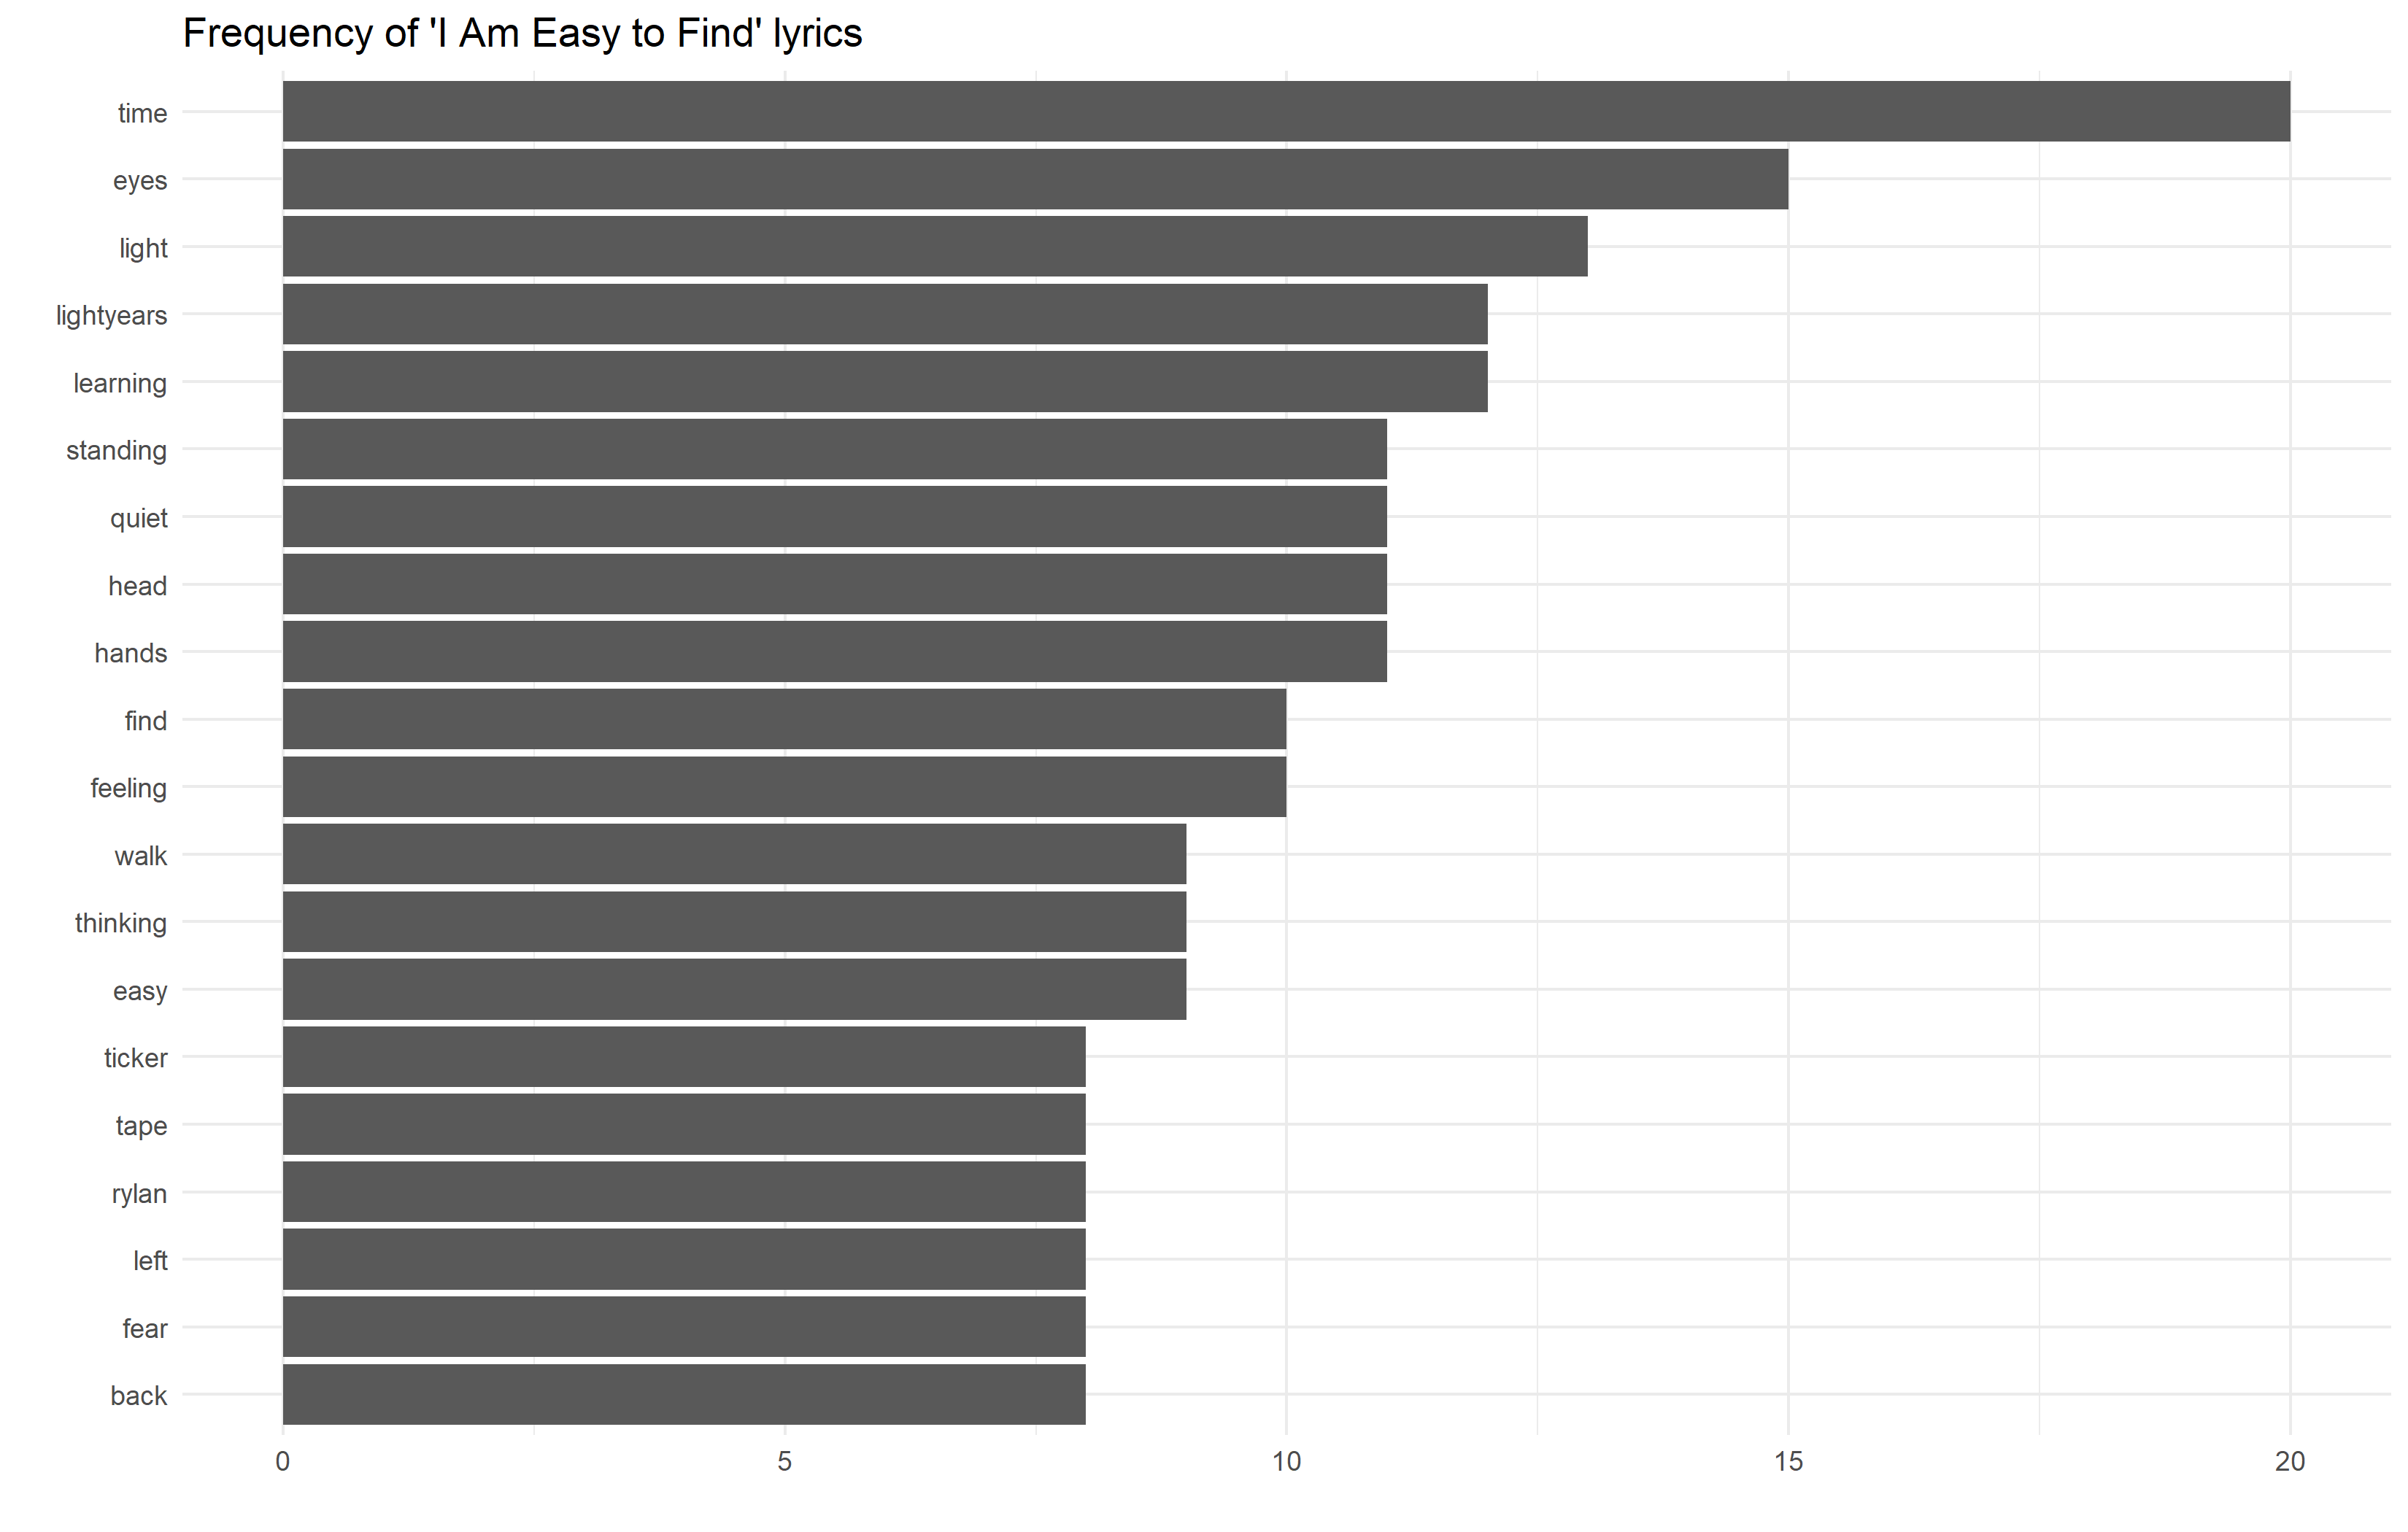 Frequency of 'I Am Easy to Find' lyrics
time
eyes
light
lightyears
learning
standing
quiet
head
hands
find
feeling
walk
thinking
easy
ticker
tape
rylan
left
fear
back
0 5 10 15 20